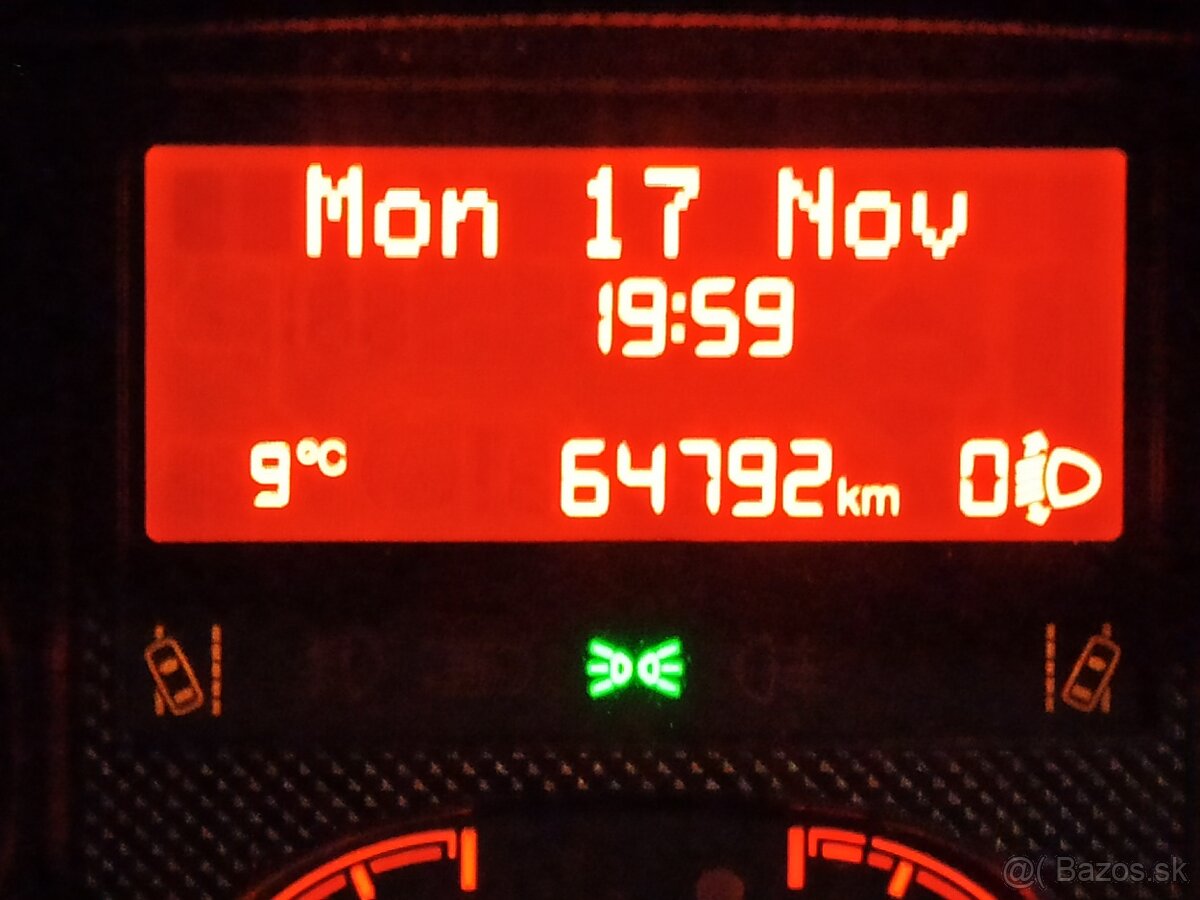 Mon 17 Nov
19:59
9°C 64792km 0
@( Bazos.sk